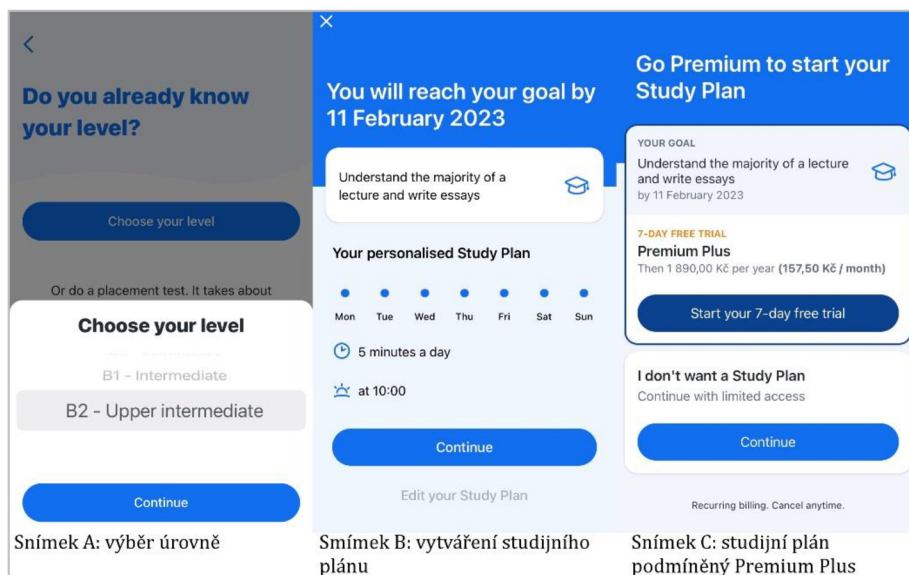 Do you already know
your level?
Choose your level
Or do a placement test. It takes about
Choose your level
B1 - Intermediate
B2 - Upper intermediate
Continue
Snímek A: výběr úrovně
You will reach your goal by
11 February 2023
Understand the majority of a
lecture and write essays
Your personalised Study Plan
Mon Tue Wed Thu Fri Sat Sun
5 minutes a day
at 10:00
Continue
Edit your Study Plan
Smímek B: vytváření studijního
plánu
Go Premium to start your
Study Plan
YOUR GOAL
Understand the majority of a lecture
and write essays
by 11 February 2023
7-DAY FREE TRIAL
Premium Plus
Then 1 890,00 Kč per year (157,50 Kč / month)
Start your 7-day free trial
I don't want a Study Plan
Continue with limited access
Continue
Recurring billing. Cancel anytime.
Snímek C: studijní plán
podmíněný Premium Plus